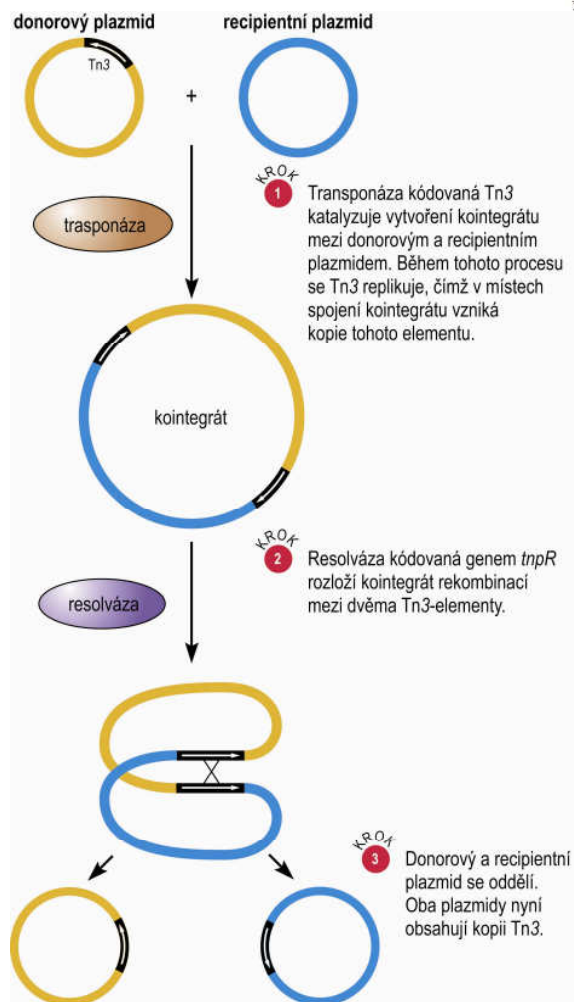 donorový plazmid
recipientní plazmid
Tn3
+
KROK
1
Transponáza kódovaná Tn3
katalyzuje vytvoření kointegrátu
mezi donorovým a recipientním
plazmidem. Během tohoto procesu
se Tn3 replikuje, čímž v místech
spojení kointegrátu vzniká
kopie tohoto elementu.
trasponáza
kointegrát
KROK
2
Resolváza kódovaná genem tnpR
rozloží kointegrát rekombinací
mezi dvěma Tn3-elementy.
resolváza
KROK
3
Donorový a recipientní
plazmid se oddělí.
Oba plazmidy nyní
obsahují kopii Tn3.